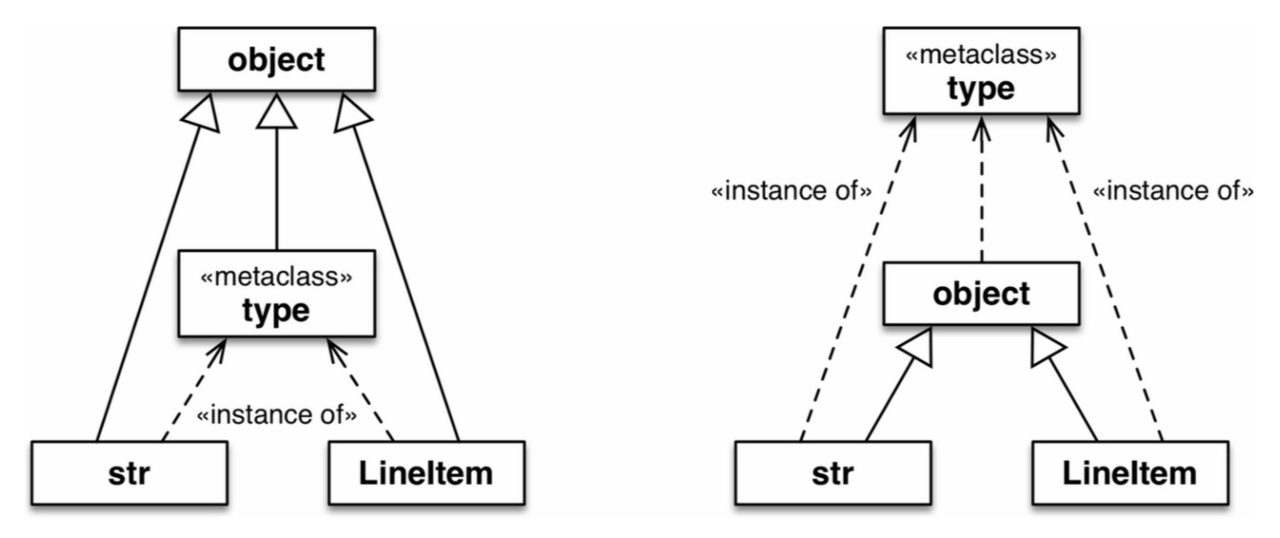 object
«metaclass»
type
«instance of»
str
LineItem
«metaclass»
type
«instance of»
«instance of»
object
str
LineItem